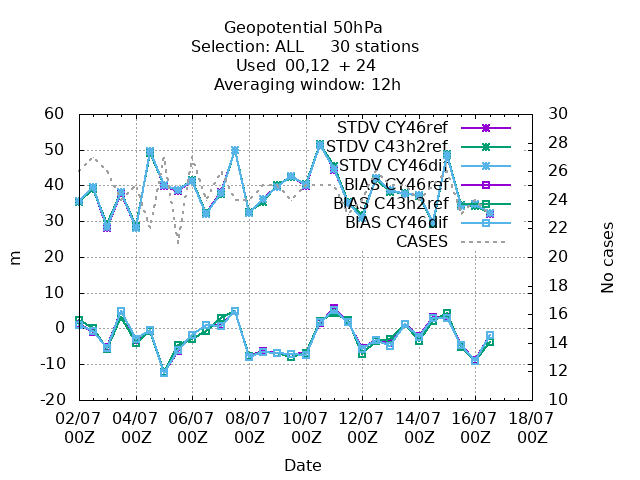 Geopotential 50hPa
Selection: ALL 30 stations
Used 00,12 + 24
Averaging window: 12h
60
50
40
30
20
10
0
-10
-20
30
28
26
24
22
20
18
16
14
12
10
m
No cases
STDV CY46ref
STDV C43h2ref
STDV CY46dif
BIAS CY46ref
BIAS C43h2ref
BIAS CY46dif
CASES
02/07 04/07 06/07 08/07 10/07 12/07 14/07 16/07 18/07
00Z 00Z 00Z 00Z 00Z 00Z 00Z 00Z 00Z
Date